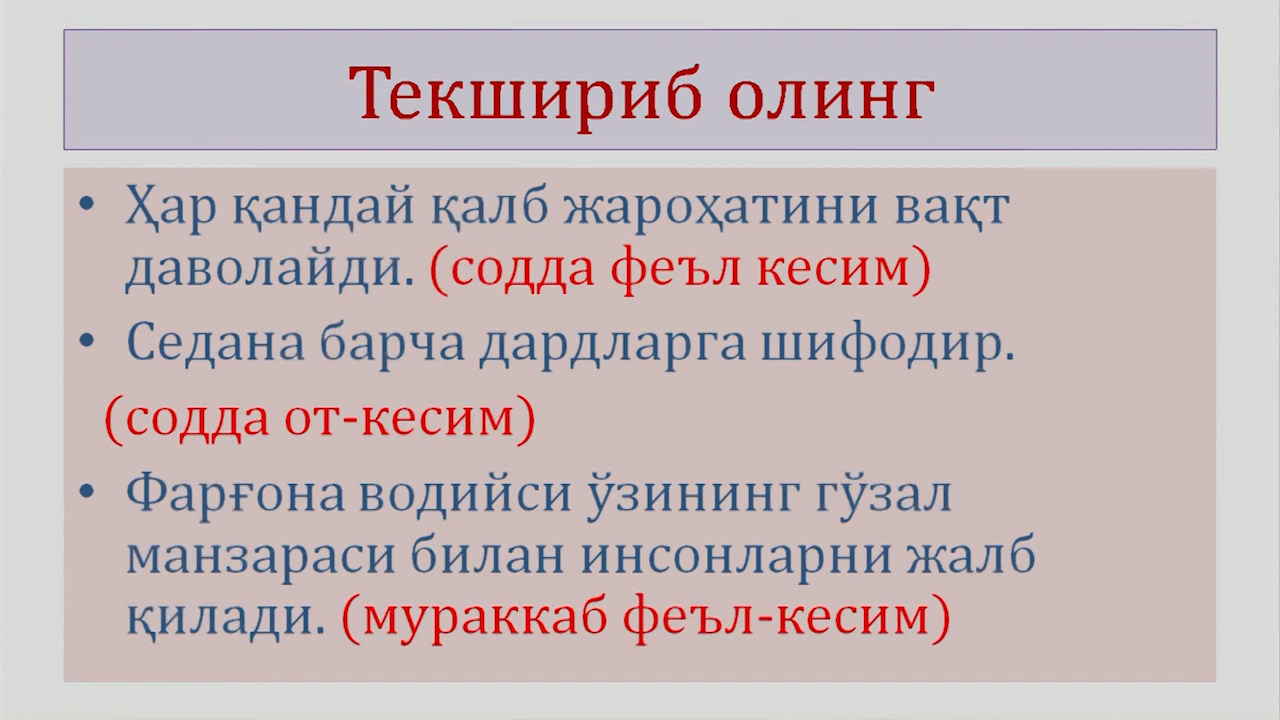 Текшириб олинг
• Ҳар қандай қалб жароҳатини вақт
даволайди. (содда феъл кесим)
• Седана барча дардларга шифодир.
(содда от-кесим)
• Фарғона водийси ўзининг гўзал
манзараси билан инсонларни жалб
қилади. (мураккаб феъл-кесим)